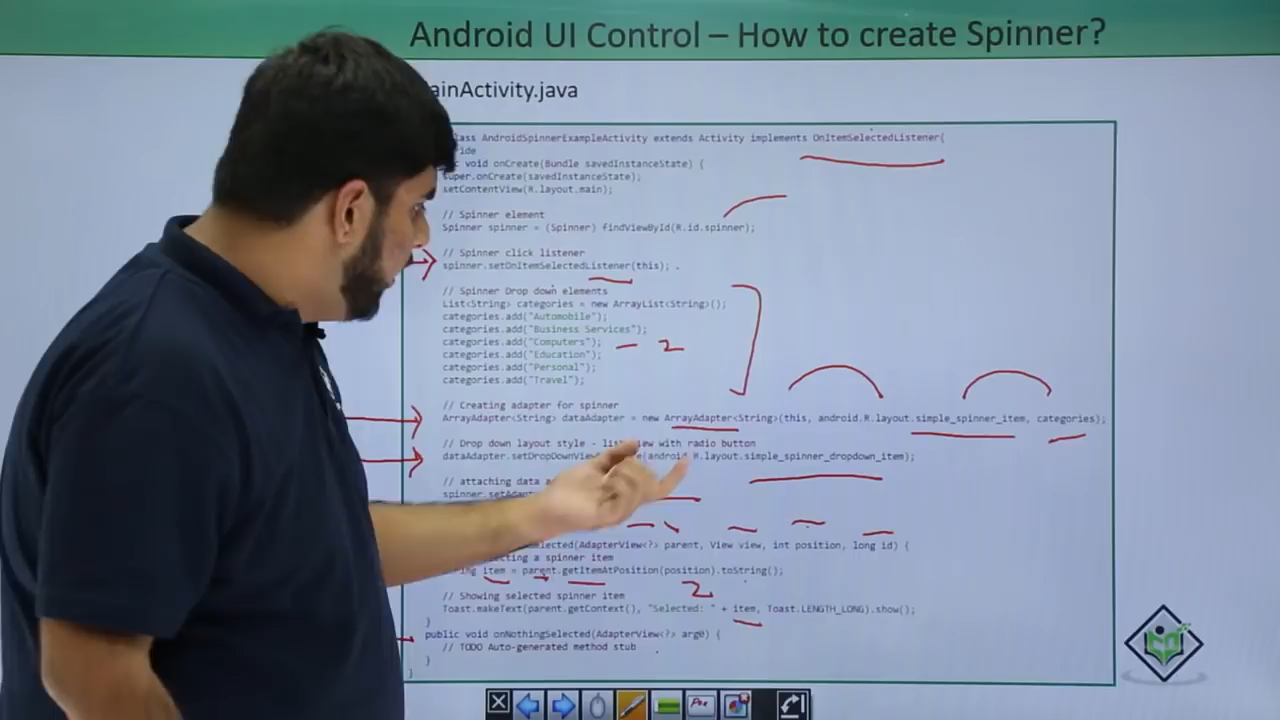 Android UI Control – How to create Spinner?
ainActivity.java
lass AndroidSpinnerExampleActivity extends Activity implements OnItemSelectedListener{
ride
void onCreate(Bundle savedInstanceState) {
super.onCreate(savedInstanceState);
setContentView(R.layout.main);
// Spinner element
Spinner spinner = (Spinner) findViewById(R.id.spinner);
// Spinner click listener
spinner.setOnItemSelectedListener(this);
// Spinner Drop down elements
List<String> categories = new ArrayList<String>();
categories.add("Automobile");
categories.add("Business Services");
categories.add("Computers");
2
categories.add("Education");
categories.add("Personal");
categories.add("Travel");
// Creating adapter for spinner
ArrayAdapter<String> dataAdapter = new ArrayAdapter<String>(this, android.R.layout.simple_spinner_item, categories);
// Drop down layout style - list view with radio button
dataAdapter.setDropDownView (android.R.layout.simple_spinner_dropdown_item);
// attaching data a
spinner.setAdapt
elected(AdapterView<?> parent, View view, int position, long id) {
cting a spinner item
ng item = parent.getItemAtPosition(position).toString();
2
// Showing selected spinner item
Toast.makeText(parent.getContext(), "Selected: " + item, Toast.LENGTH_LONG).show();
}
public void onNothingSelected(AdapterView<?> arg0) {
// TODO Auto-generated method stub
}
}